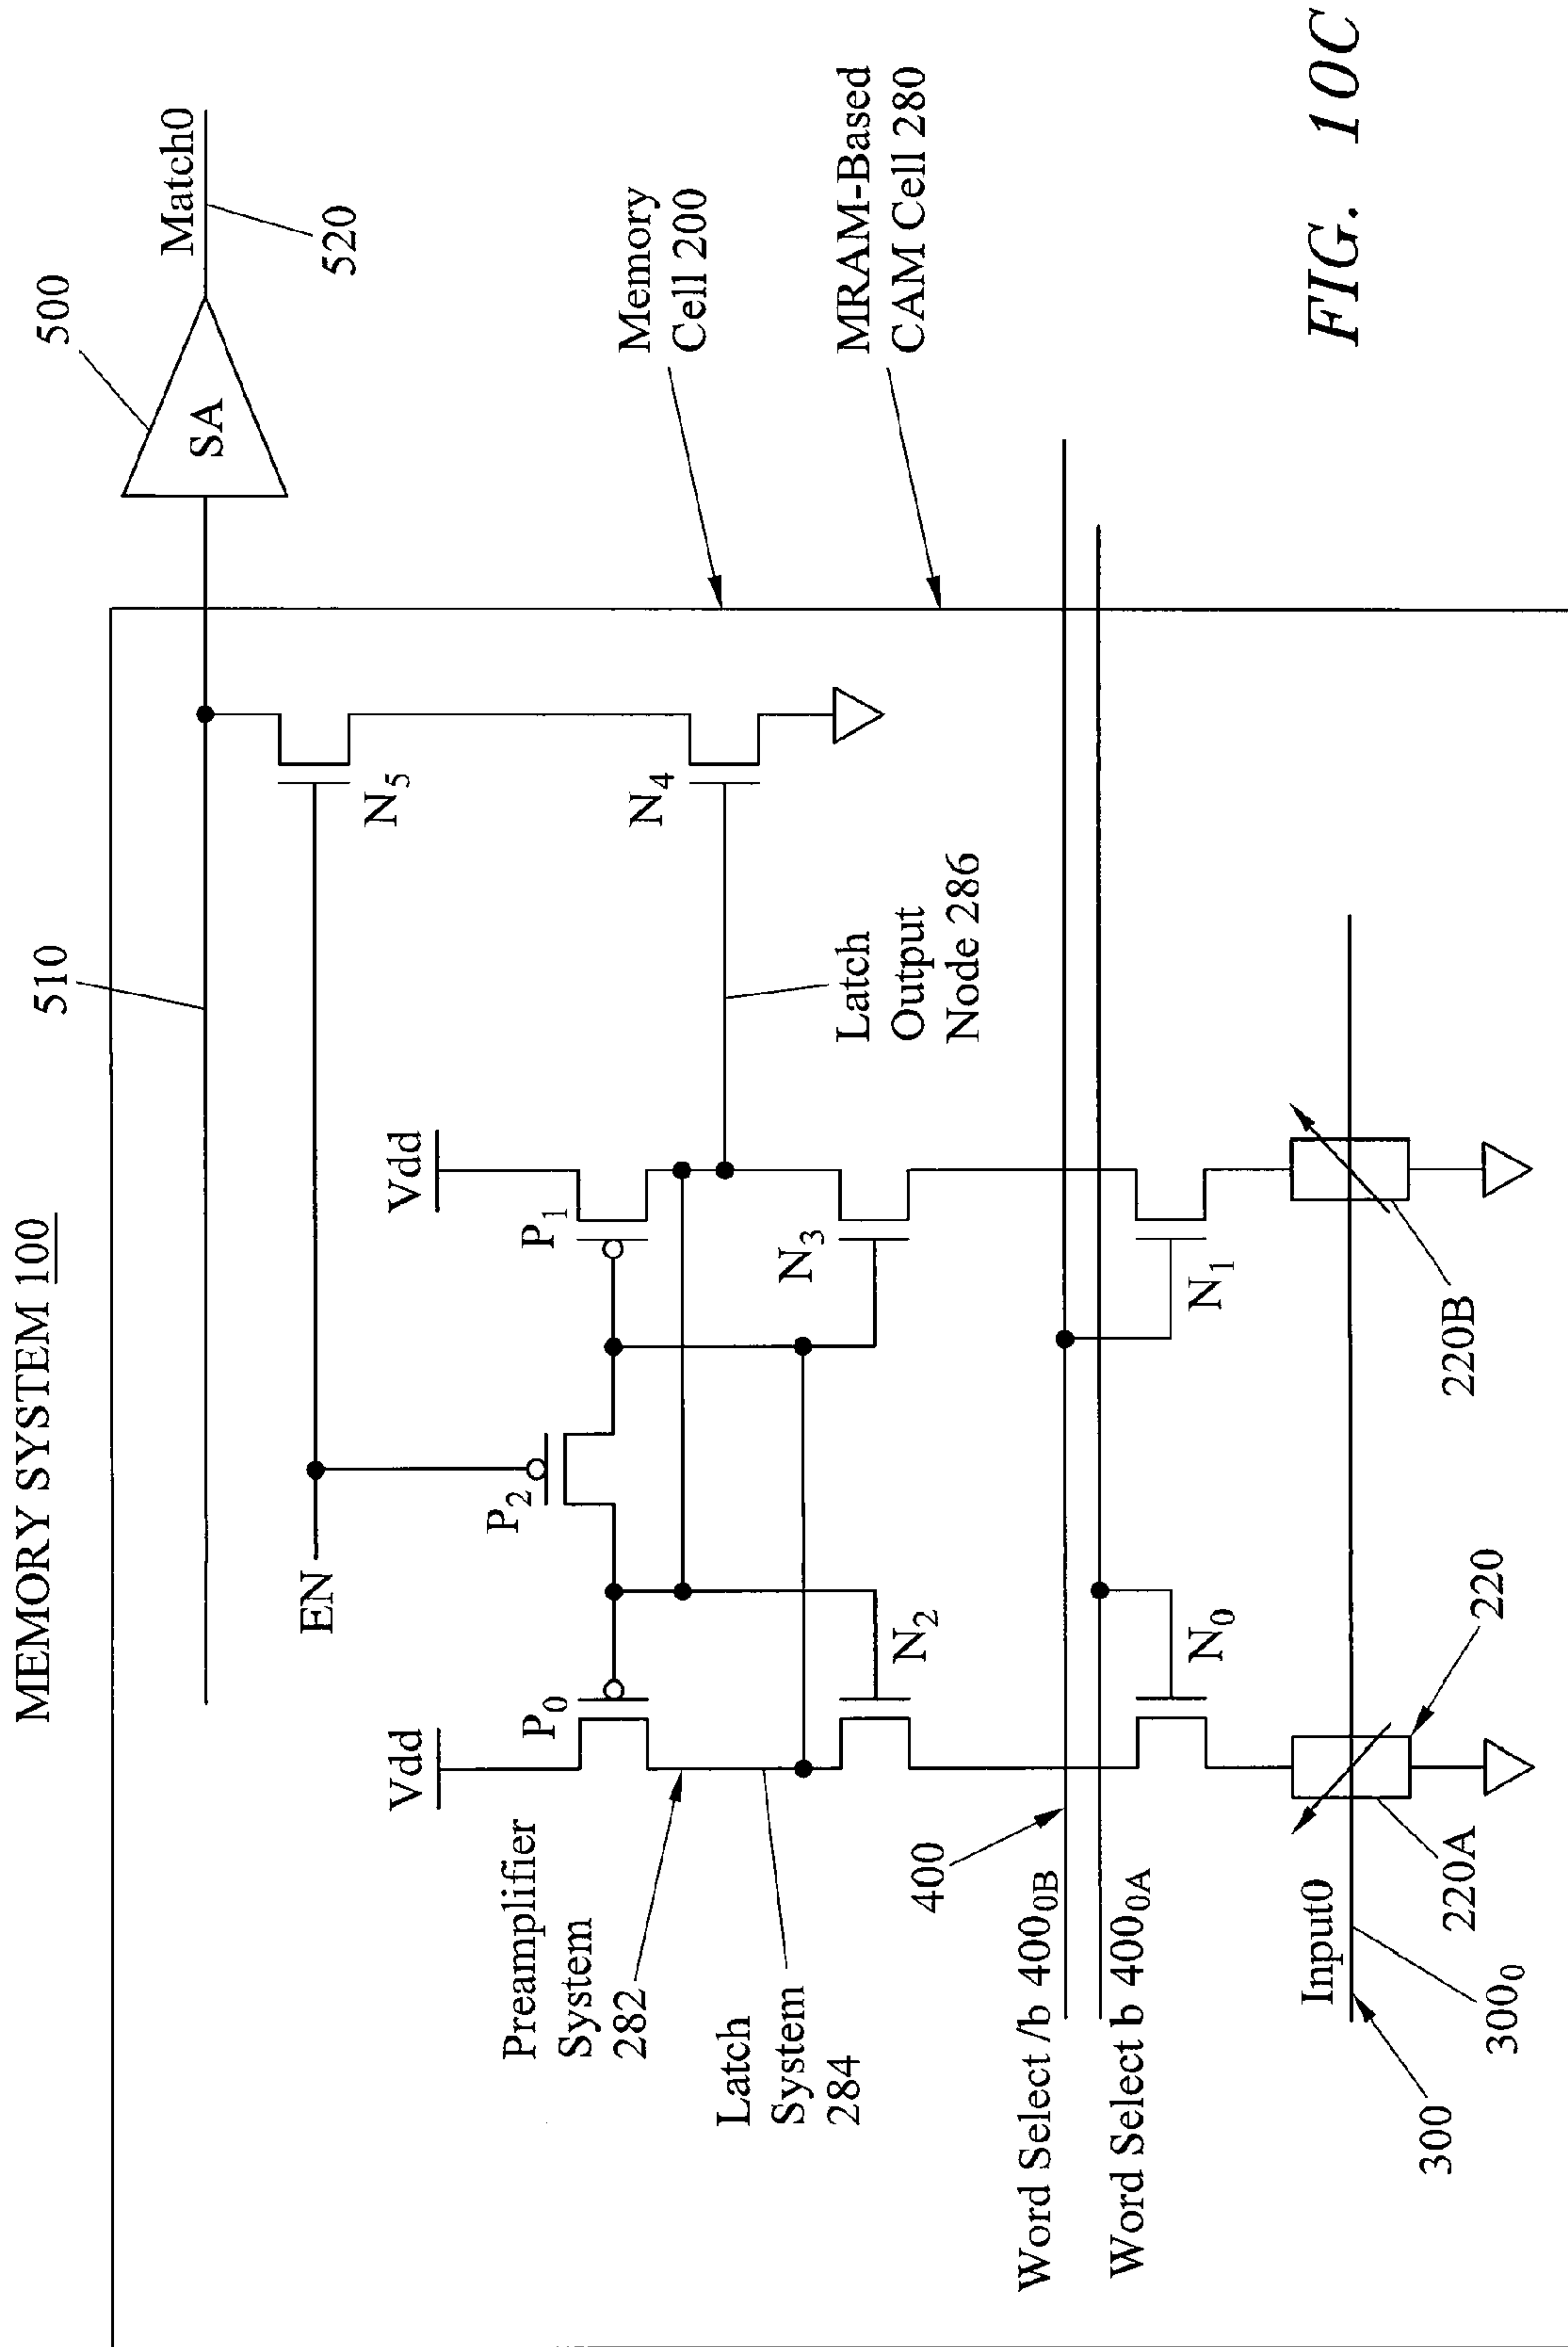 MEMORY SYSTEM 100
510
500
SA
Match0
520
EN
Vdd
Vdd
P0
P2
P1
N5
N4
N3
N2
N1
N0
Preamplifier
System
282
Latch
System
284
Latch
Output
Node 286
Memory
Cell 200
MRAM-Based
CAM Cell 280
400
Word Select /b 4000B
Word Select b 4000A
Input0
300
3000
220A
220
220B
FIG. 10C